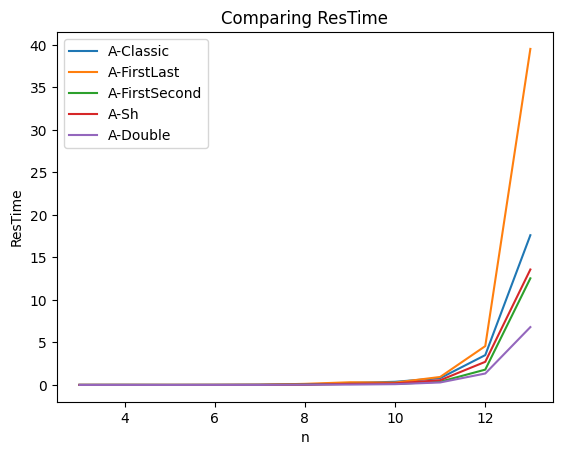 Comparing ResTime
A-Classic
A-FirstLast
A-FirstSecond
A-Sh
A-Double
ResTime
40
35
30
25
20
15
10
5
0
4
6
8
10
12
n